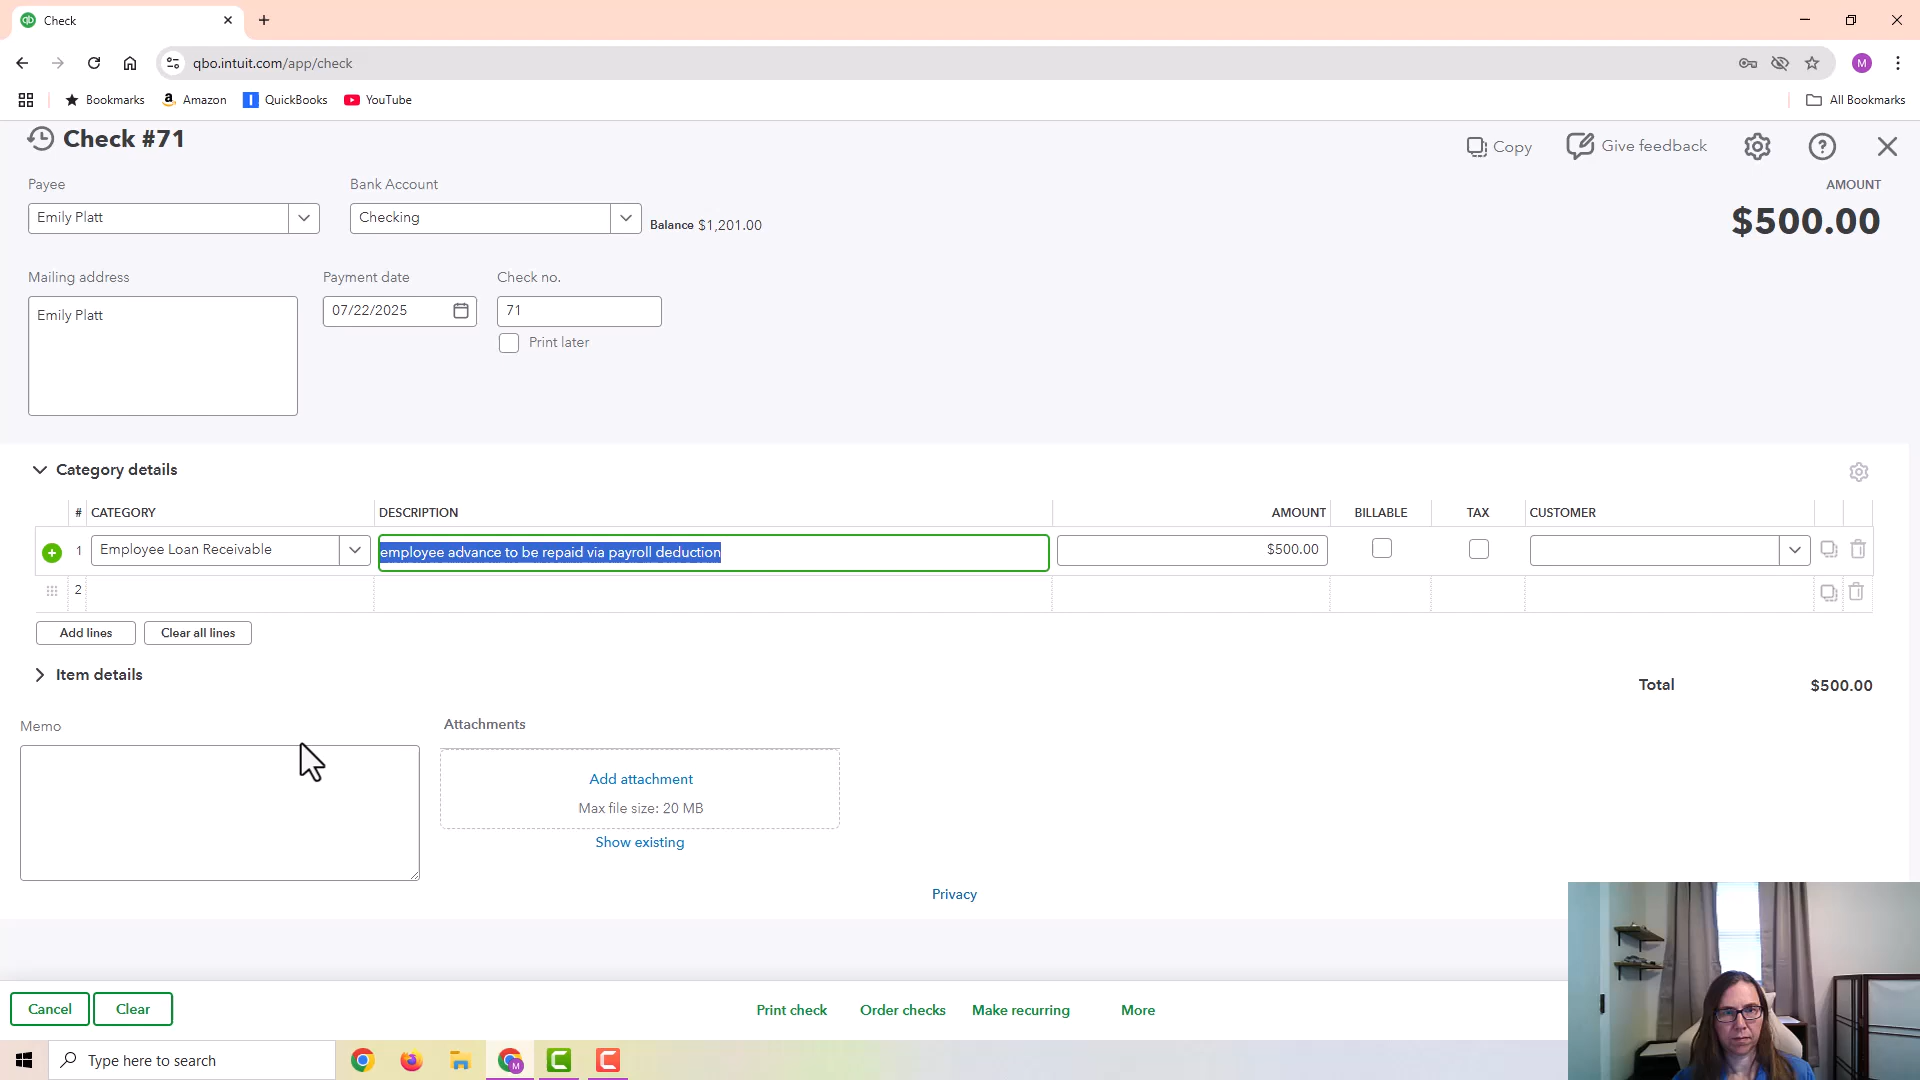 Check
qbo.intuit.com/app/check
M
Bookmarks
Amazon
QuickBooks
YouTube
All Bookmarks
Check #71
Copy
Give feedback
Payee
Bank Account
AMOUNT
Emily Platt
Checking
Balance $1,201.00
$500.00
Mailing address
Payment date
Check no.
Emily Platt
07/22/2025
71
Print later
Category details
# CATEGORY DESCRIPTION AMOUNT BILLABLE TAX CUSTOMER
1 Employee Loan Receivable employee advance to be repaid via payroll deduction $500.00
2
Add lines
Clear all lines
Item details
Total $500.00
Memo
Attachments
Add attachment
Max file size: 20 MB
Show existing
Privacy
Cancel
Clear
Print check
Order checks
Make recurring
More
Type here to search